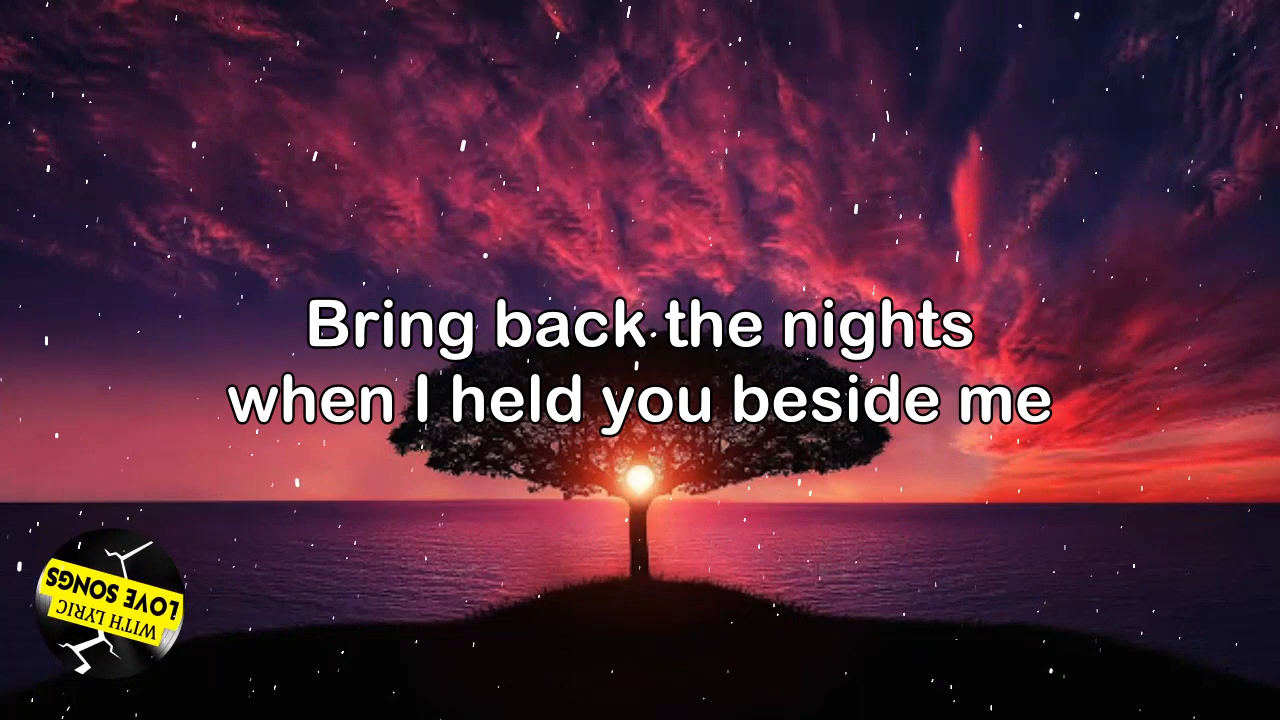 Bring back the nights
when I held you beside me
LOVE SONGS
WITH LYRIC